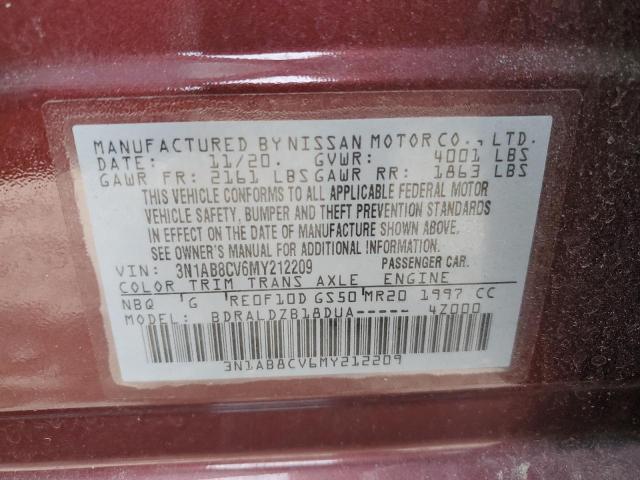 MANUFACTURED BY NISSAN MOTOR CO., LTD.
DATE: 11/20. GVWR: 4001 LBS
GAWR FR: 2161 LBS GAWR RR: 1863 LBS
THIS VEHICLE CONFORMS TO ALL APPLICABLE FEDERAL MOTOR
VEHICLE SAFETY, BUMPER AND THEFT PREVENTION STANDARDS
IN EFFECT ON THE DATE OF MANUFACTURE SHOWN ABOVE.
SEE OWNER'S MANUAL FOR ADDITIONAL INFORMATION.
VIN: 3N1AB8CV6MY212209 PASSENGER CAR.
COLOR TRIM TRANS AXLE ENGINE
NBQ G RE0F10D GS50 MR20 1997 CC
MODEL: BDRALDZB18DUA----- 4Z000
3N1AB8CV6MY212209